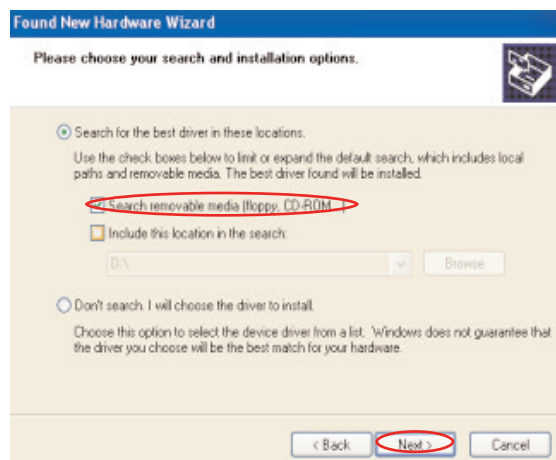 Found New Hardware Wizard
Please choose your search and installation options.
Search for the best driver in these locations.
Use the check boxes below to limit or expand the default search, which includes local
paths and removable media. The best driver found will be installed.
Search removable media (floppy, CD-ROM...)
Include this location in the search:
D:\
Browse
Don't search. I will choose the driver to install.
Choose this option to select the device driver from a list. Windows does not guarantee that
the driver you choose will be the best match for your hardware.
< Back
Next >
Cancel